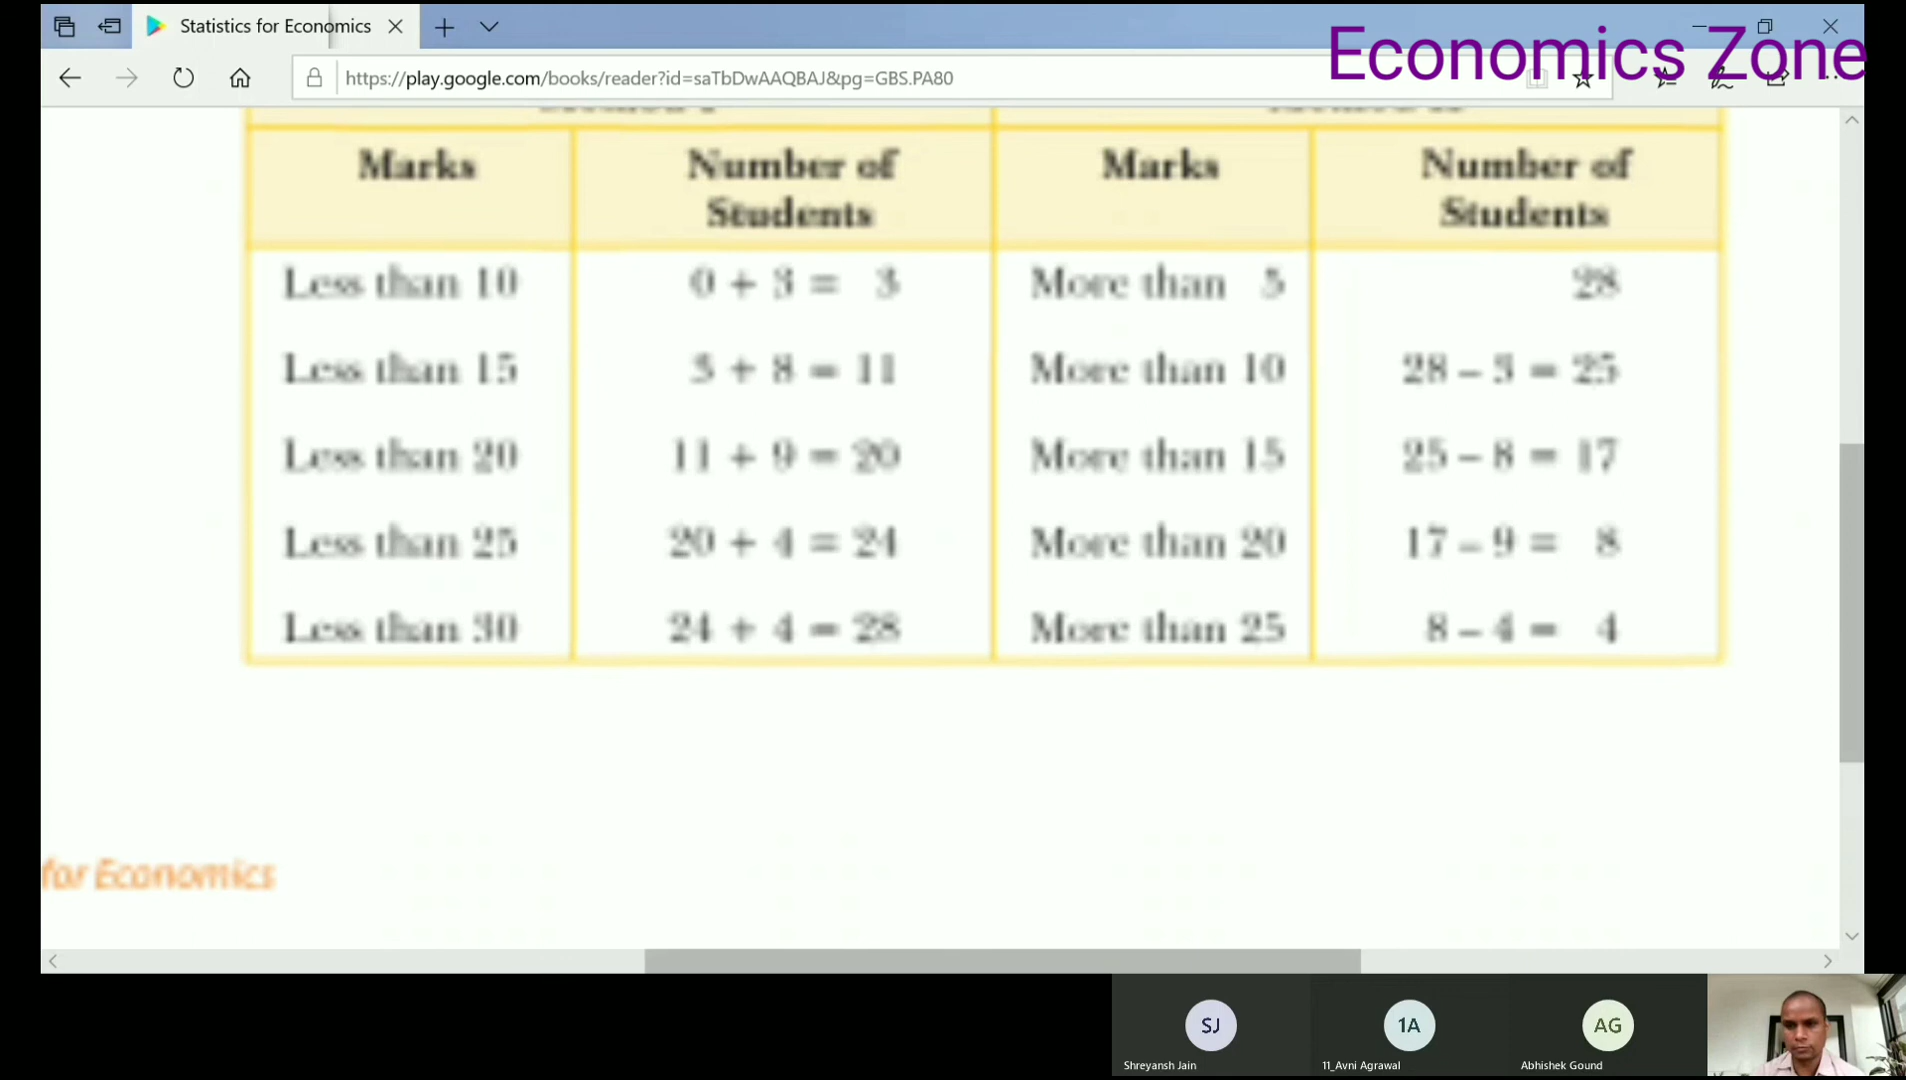 Statistics for Economics
Economics Zone
https://play.google.com/books/reader?id=saTbDwAAQBAJ&pg=GBS.PA80
Marks Number of Students Marks Number of Students
Less than 10 0 + 3 = 3 More than 5 28
Less than 15 3 + 8 = 11 More than 10 28 – 3 = 25
Less than 20 11 + 9 = 20 More than 15 25 – 8 = 17
Less than 25 20 + 4 = 24 More than 20 17 – 9 = 8
Less than 30 24 + 4 = 28 More than 25 8 – 4 = 4
for Economics
SJ 1A AG
Shreyansh Jain 11_Avni Agrawal Abhishek Gound